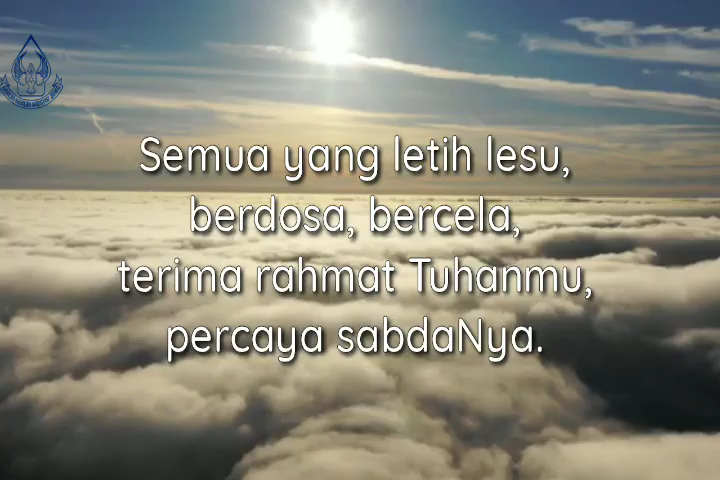 Semua yang letih lesu,
berdosa, bercela,
terima rahmat Tuhanmu,
percaya sabdaNya.